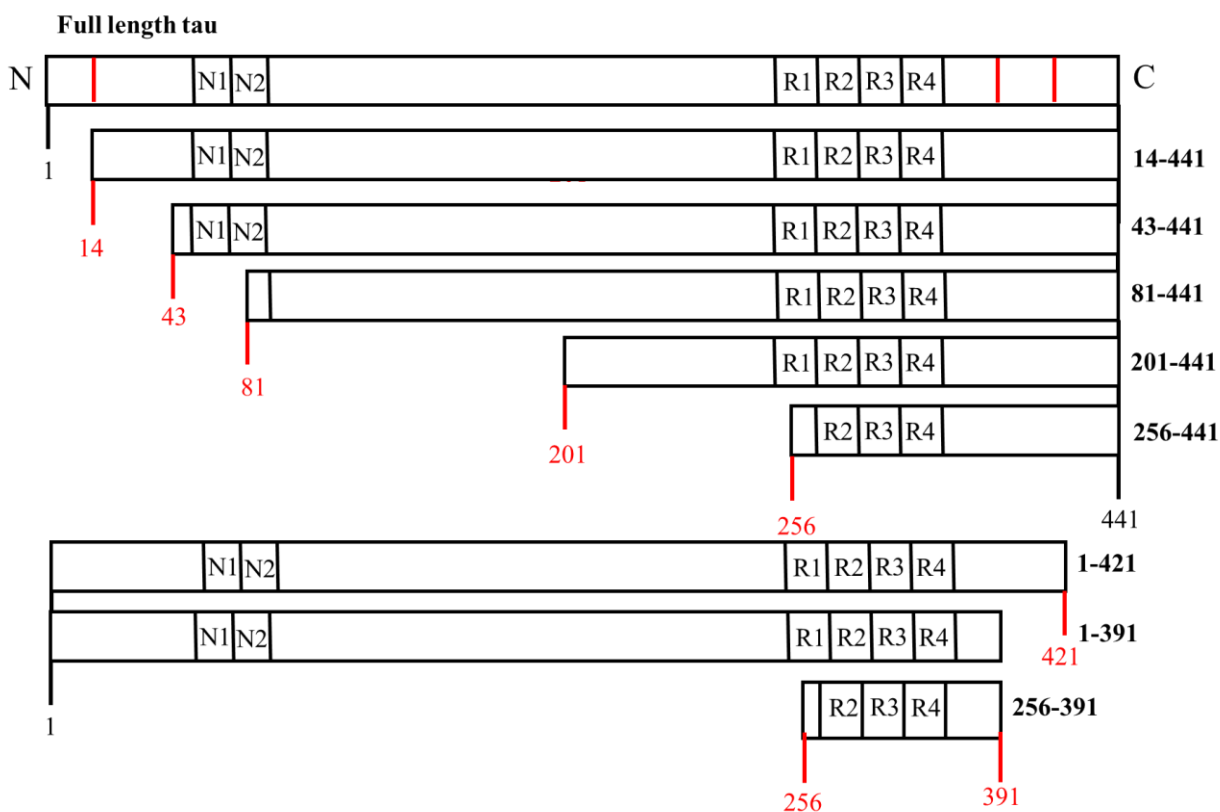 Full length tau
N N1 N2 R1 R2 R3 R4 C
1 N1 N2 R1 R2 R3 R4 14-441
14 N1 N2 R1 R2 R3 R4 43-441
43 R1 R2 R3 R4 81-441
81 R1 R2 R3 R4 201-441
201 R2 R3 R4 256-441
256 441
N1 N2 R1 R2 R3 R4 1-421
N1 N2 R1 R2 R3 R4 1-391
421
1 R2 R3 R4 256-391
256 391